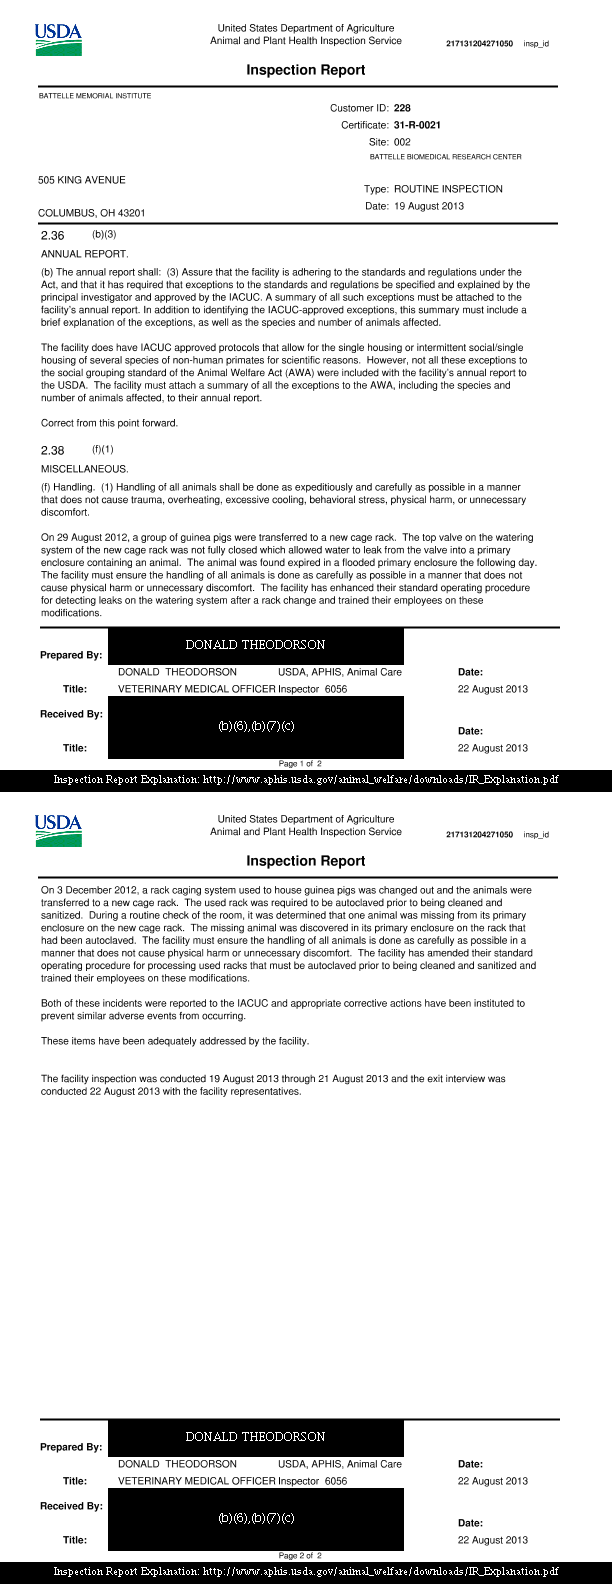 USDA
United States Department of Agriculture
Animal and Plant Health Inspection Service
217131204271050 insp_id
Inspection Report
BATTELLE MEMORIAL INSTITUTE
Customer ID: 228
Certificate: 31-R-0021
Site: 002
BATTELLE BIOMEDICAL RESEARCH CENTER
505 KING AVENUE
Type: ROUTINE INSPECTION
Date: 19 August 2013
COLUMBUS, OH 43201
2.36 (b)(3)
ANNUAL REPORT.
(b) The annual report shall: (3) Assure that the facility is adhering to the standards and regulations under the
Act, and that it has required that exceptions to the standards and regulations be specified and explained by the
principal investigator and approved by the IACUC. A summary of all such exceptions must be attached to the
facility's annual report. In addition to identifying the IACUC-approved exceptions, this summary must include a
brief explanation of the exceptions, as well as the species and number of animals affected.
The facility does have IACUC approved protocols that allow for the single housing or intermittent social/single
housing of several species of non-human primates for scientific reasons. However, not all these exceptions to
the social grouping standard of the Animal Welfare Act (AWA) were included with the facility's annual report to
the USDA. The facility must attach a summary of all the exceptions to the AWA, including the species and
number of animals affected, to their annual report.
Correct from this point forward.
2.38 (f)(1)
MISCELLANEOUS.
(f) Handling. (1) Handling of all animals shall be done as expeditiously and carefully as possible in a manner
that does not cause trauma, overheating, excessive cooling, behavioral stress, physical harm, or unnecessary
discomfort.
On 29 August 2012, a group of guinea pigs were transferred to a new cage rack. The top valve on the watering
system of the new cage rack was not fully closed which allowed water to leak from the valve into a primary
enclosure containing an animal. The animal was found expired in a flooded primary enclosure the following day.
The facility must ensure the handling of all animals is done as carefully as possible in a manner that does not
cause physical harm or unnecessary discomfort. The facility has enhanced their standard operating procedure
for detecting leaks on the watering system after a rack change and trained their employees on these
modifications.
DONALD THEODORSON
Prepared By:
DONALD THEODORSON USDA, APHIS, Animal Care Date:
Title: VETERINARY MEDICAL OFFICER Inspector 6056 22 August 2013
Received By:
(b)(6),(b)(7)(c)
Date:
Title: 22 August 2013
Page 1 of 2
Inspection Report Explanation: http://www.aphis.usda.gov/animal_welfare/downloads/IR_Explanation.pdf
USDA
United States Department of Agriculture
Animal and Plant Health Inspection Service
217131204271050 insp_id
Inspection Report
On 3 December 2012, a rack caging system used to house guinea pigs was changed out and the animals were
transferred to a new cage rack. The used rack was required to be autoclaved prior to being cleaned and
sanitized. During a routine check of the room, it was determined that one animal was missing from its primary
enclosure on the new cage rack. The missing animal was discovered in its primary enclosure on the rack that
had been autoclaved. The facility must ensure the handling of all animals is done as carefully as possible in a
manner that does not cause physical harm or unnecessary discomfort. The facility has amended their standard
operating procedure for processing used racks that must be autoclaved prior to being cleaned and sanitized and
trained their employees on these modifications.
Both of these incidents were reported to the IACUC and appropriate corrective actions have been instituted to
prevent similar adverse events from occurring.
These items have been adequately addressed by the facility.
The facility inspection was conducted 19 August 2013 through 21 August 2013 and the exit interview was
conducted 22 August 2013 with the facility representatives.
DONALD THEODORSON
Prepared By:
DONALD THEODORSON USDA, APHIS, Animal Care Date:
Title: VETERINARY MEDICAL OFFICER Inspector 6056 22 August 2013
Received By:
(b)(6),(b)(7)(c)
Date:
Title: 22 August 2013
Page 2 of 2
Inspection Report Explanation: http://www.aphis.usda.gov/animal_welfare/downloads/IR_Explanation.pdf